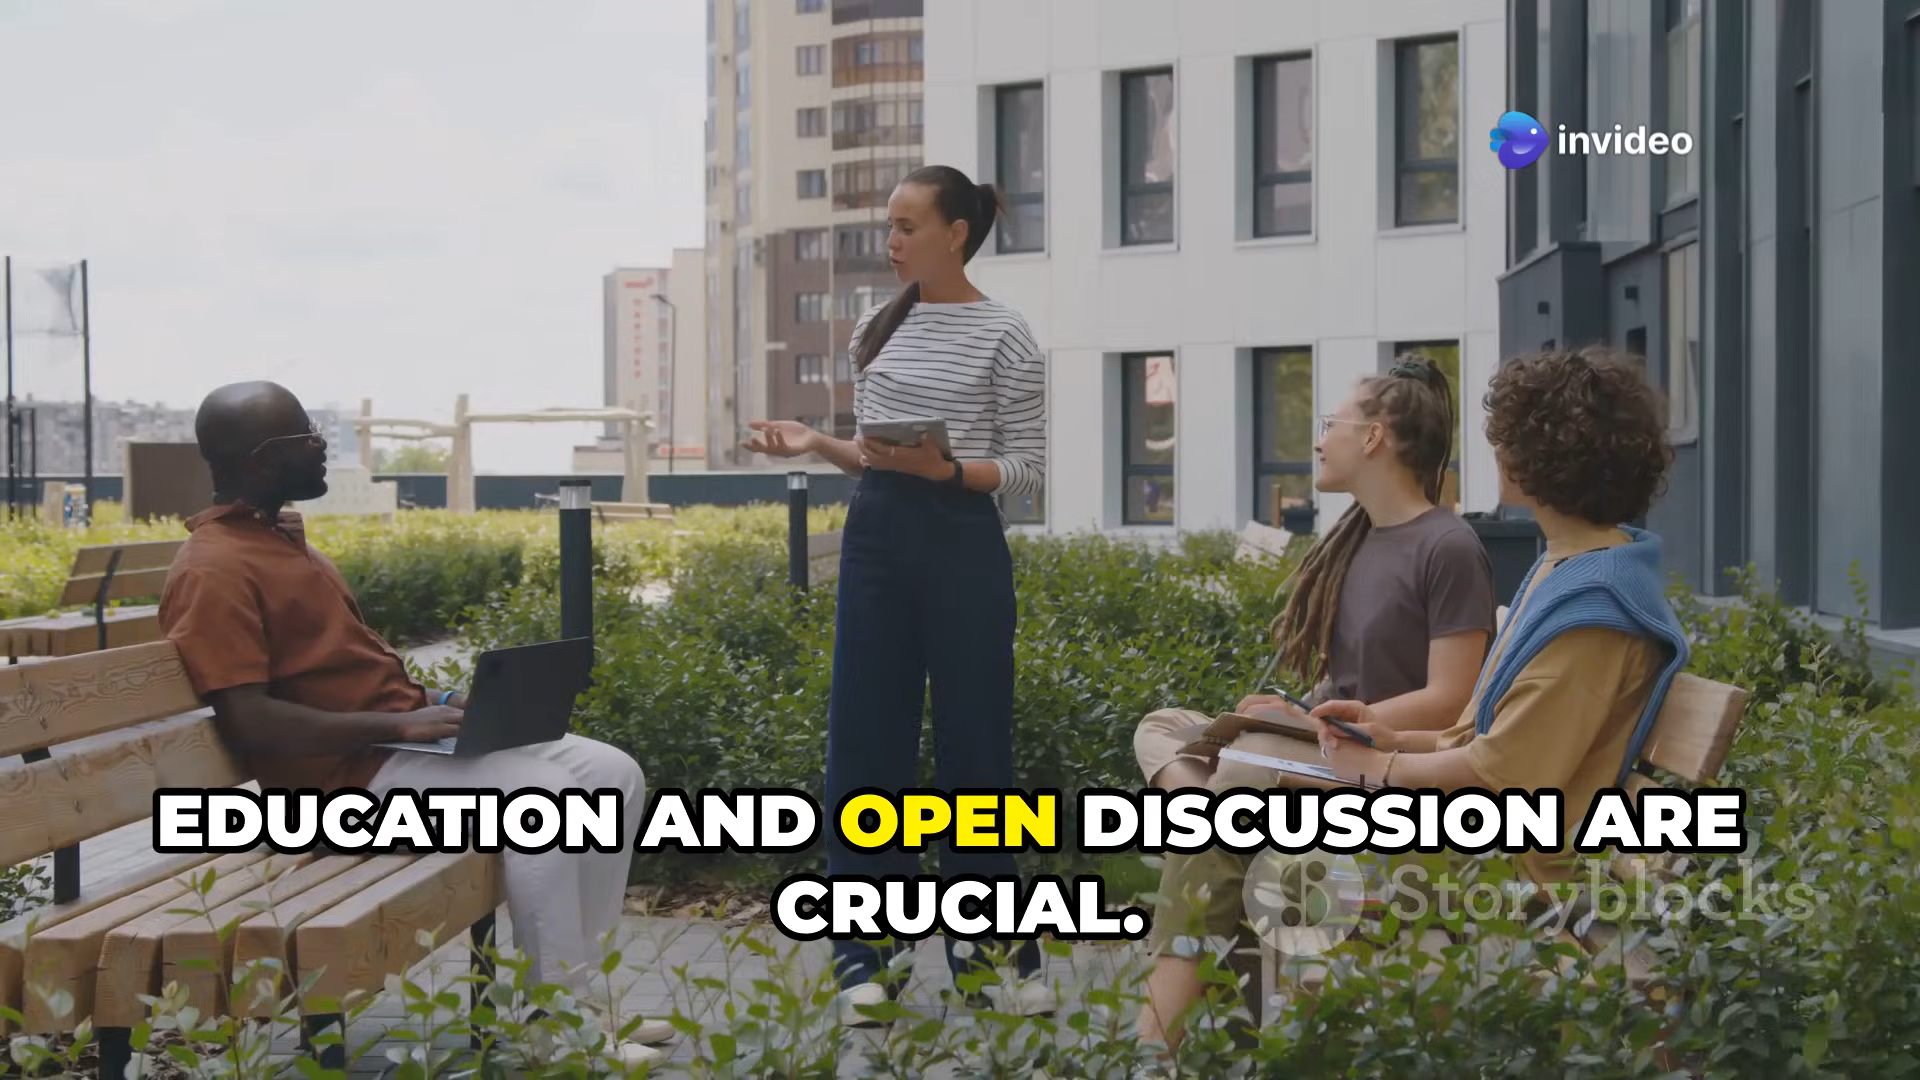 invideo
EDUCATION AND OPEN DISCUSSION ARE
CRUCIAL.
Storyblocks